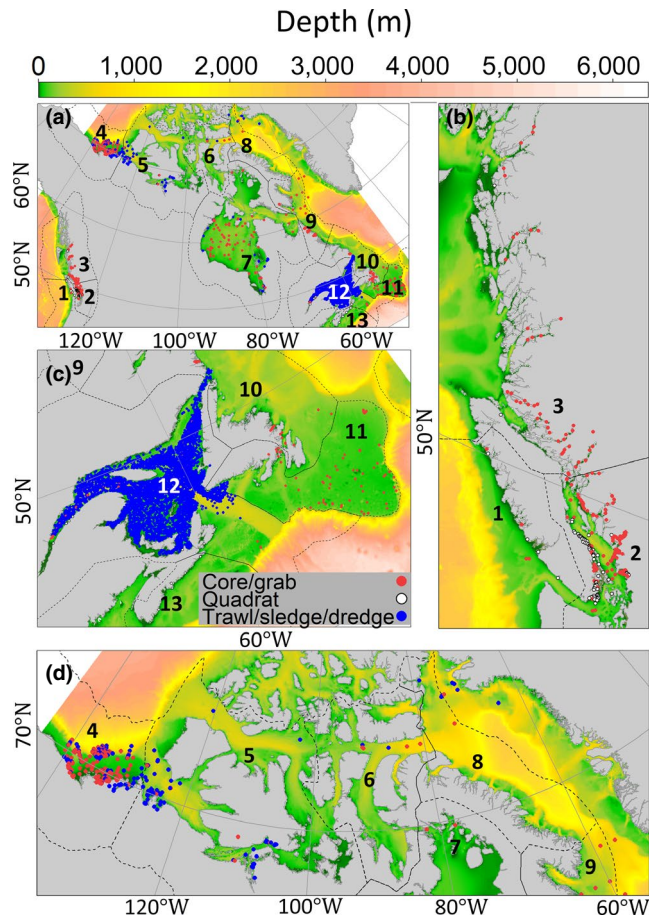 Depth (m)
0 1,000 2,000 3,000 4,000 5,000 6,000
(a)
4
5
6
8
60°N
9
50°N
3
7
10
1
2
12
11
13
120°W 100°W 80°W 60°W
(b)
50°N
3
1
2
(c) 9
10
11
50°N
12
13
Core/grab
Quadrat
Trawl/sledge/dredge
60°W
(d)
70°N
4
5
6
8
7
9
120°W 100°W 80°W 60°W